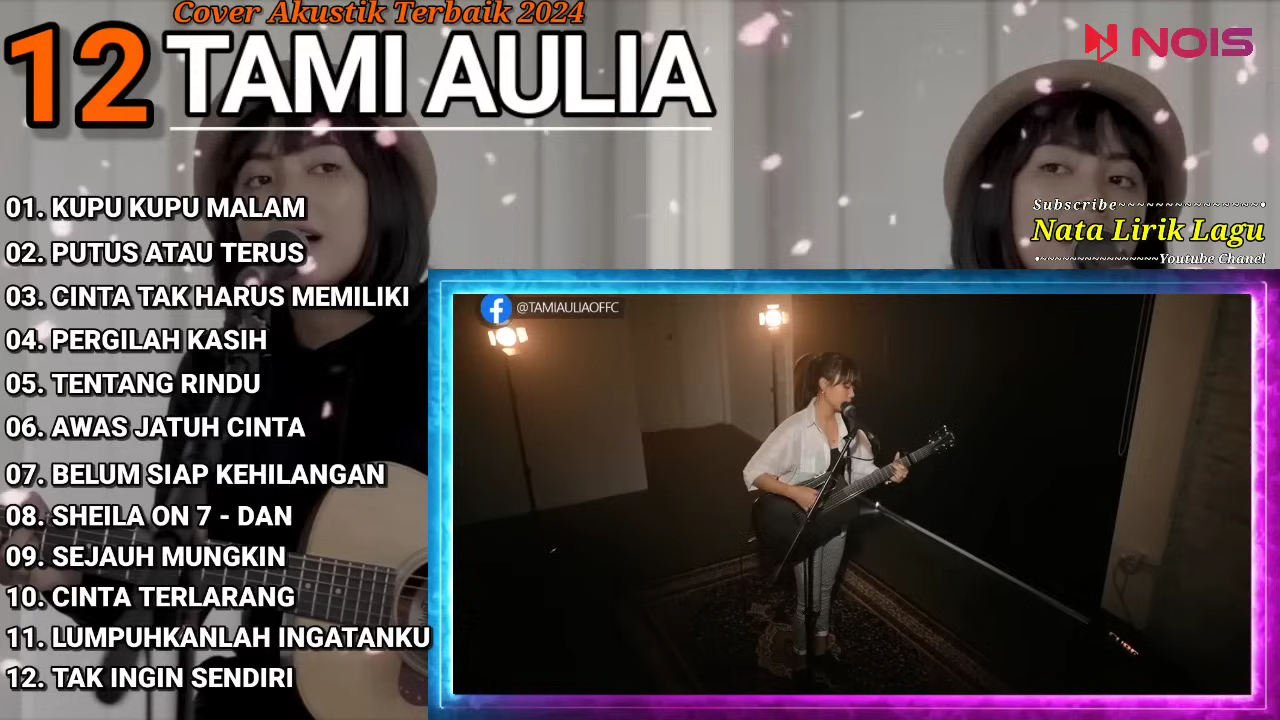 Cover Akustik Terbaik 2024
12 TAMI AULIA
NOIS
01. KUPU KUPU MALAM
02. PUTUS ATAU TERUS
03. CINTA TAK HARUS MEMILIKI
04. PERGILAH KASIH
05. TENTANG RINDU
06. AWAS JATUH CINTA
07. BELUM SIAP KEHILANGAN
08. SHEILA ON 7 - DAN
09. SEJAUH MUNGKIN
10. CINTA TERLARANG
11. LUMPUHKANLAH INGATANKU
12. TAK INGIN SENDIRI
Subscribe~~~~~~~~~~~~~~~•
Nata Lirik Lagu
•~~~~~~~~~~~~~~~~Youtube Chanel
@TAMIAULIAOFFC